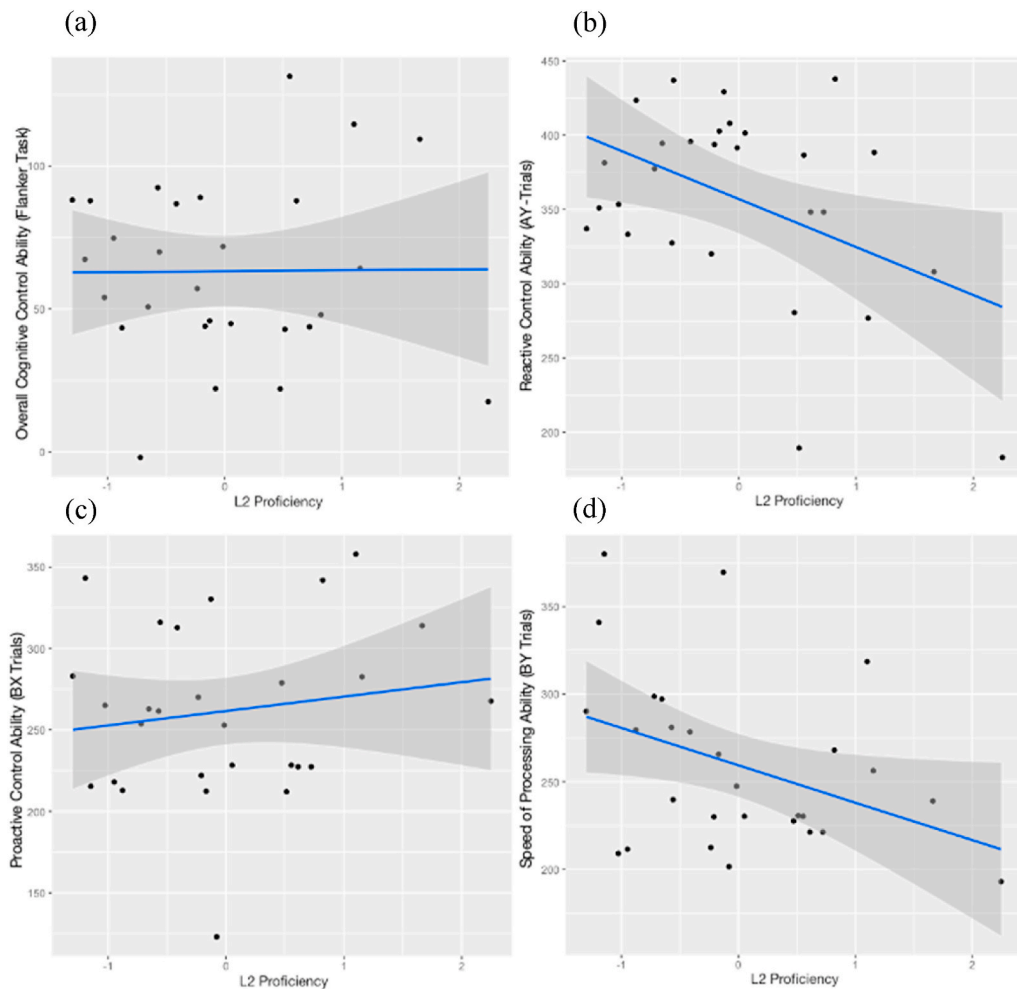 (a)
Overall Cognitive Control Ability (Flanker Task)
100
50
0
-1 0 1 2
L2 Proficiency
(b)
Reactive Control Ability (AY-Trials)
450
400
350
300
250
200
-1 0 1 2
L2 Proficiency
(c)
Proactive Control Ability (BX Trials)
350
300
250
200
150
-1 0 1 2
L2 Proficiency
(d)
Speed of Processing Ability (BY Trials)
350
300
250
200
-1 0 1 2
L2 Proficiency